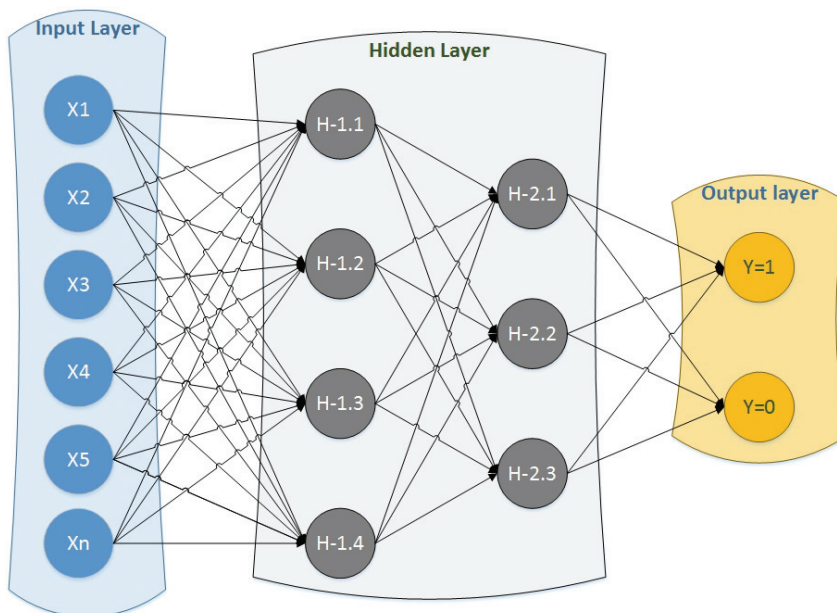 Input Layer
X1
X2
X3
X4
X5
Xn
Hidden Layer
H-1.1
H-1.2
H-1.3
H-1.4
H-2.1
H-2.2
H-2.3
Output layer
Y=1
Y=0